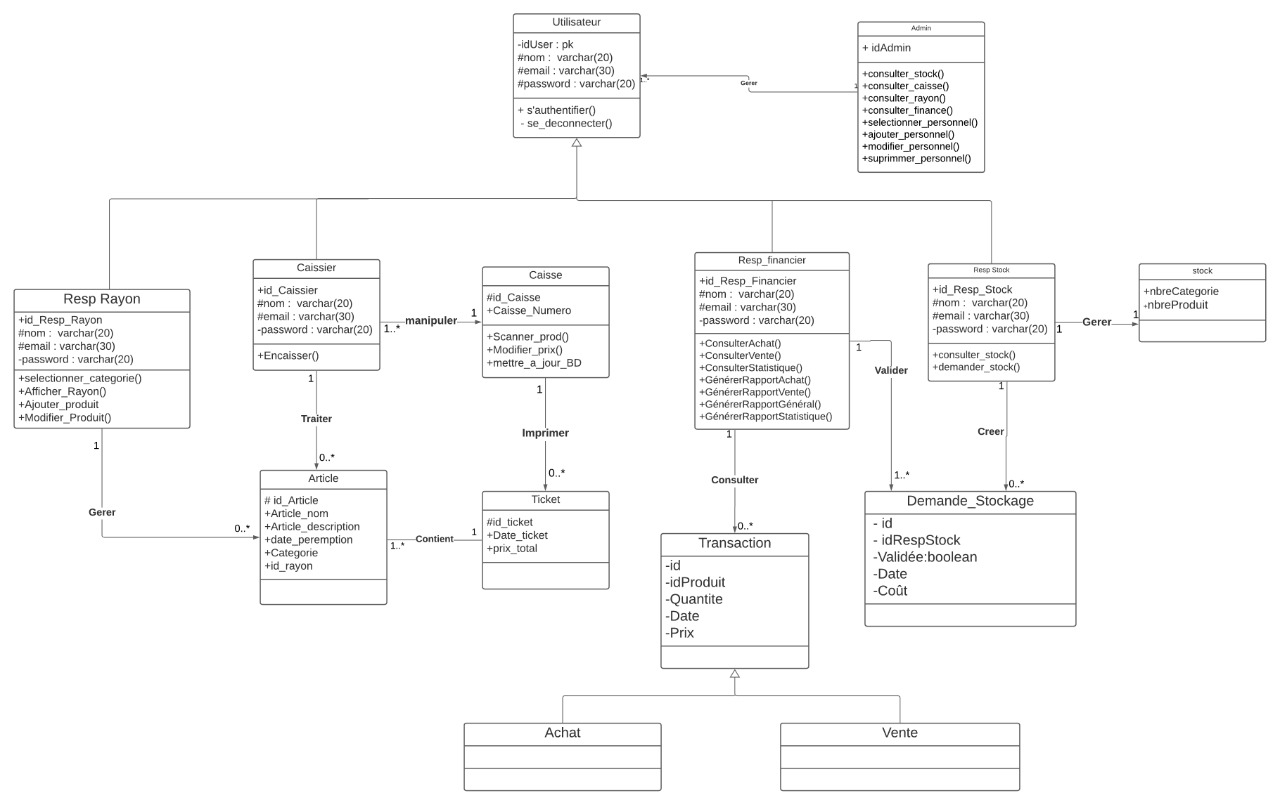 Utilisateur
-idUser : pk
#nom :  varchar(20)
#email : varchar(30)
#password : varchar(20)
+ s'authentifier()
- se_deconnecter()
1..*
Gerer
1
Admin
+ idAdmin
+consulter_stock()
+consulter_caisse()
+consulter_rayon()
+consulter_finance()
+selectionner_personnel()
+ajouter_personnel()
+modifier_personnel()
+suprimmer_personnel()
Resp Rayon
+id_Resp_Rayon
#nom :  varchar(20)
#email : varchar(30)
-password : varchar(20)
+selectionner_categorie()
+Afficher_Rayon()
+Ajouter_produit
+Modifier_Produit()
1
Gerer
0..*
Caissier
+id_Caissier
#nom :  varchar(20)
#email : varchar(30)
-password : varchar(20)
+Encaisser()
1..*
manipuler
1
1
Traiter
0..*
Caisse
#id_Caisse
+Caisse_Numero
+Scanner_prod()
+Modifier_prix()
+mettre_a_jour_BD
1
Imprimer
0..*
Resp_financier
+id_Resp_Financier
#nom :  varchar(20)
#email : varchar(30)
-password : varchar(20)
+ConsulterAchat()
+ConsulterVente()
+ConsulterStatistique()
+GénérerRapportAchat()
+GénérerRapportVente()
+GénérerRapportGénéral()
+GénérerRapportStatistique()
1
Valider
1..*
1
Consulter
0..*
Resp Stock
+id_Resp_Stock
#nom :  varchar(20)
#email : varchar(30)
-password : varchar(20)
+consulter_stock()
+demander_stock()
1
Gerer
1
1
Creer
0..*
stock
+nbreCategorie
+nbreProduit
Article
# id_Article
+Article_nom
+Article_description
+date_peremption
+Categorie
+id_rayon
1..*
Contient
1
Ticket
#id_ticket
+Date_ticket
+prix_total
Transaction
-id
-idProduit
-Quantite
-Date
-Prix
Demande_Stockage
- id
- idRespStock
-Validée:boolean
-Date
-Coût
Achat
Vente